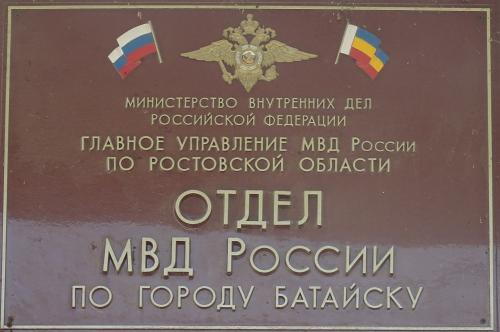 МИНИСТЕРСТВО ВНУТРЕННИХ ДЕЛ
РОССИЙСКОЙ ФЕДЕРАЦИИ
ГЛАВНОЕ УПРАВЛЕНИЕ МВД РОССИИ
ПО РОСТОВСКОЙ ОБЛАСТИ
ОТДЕЛ
МВД РОССИИ
ПО ГОРОДУ БАТАЙСКУ